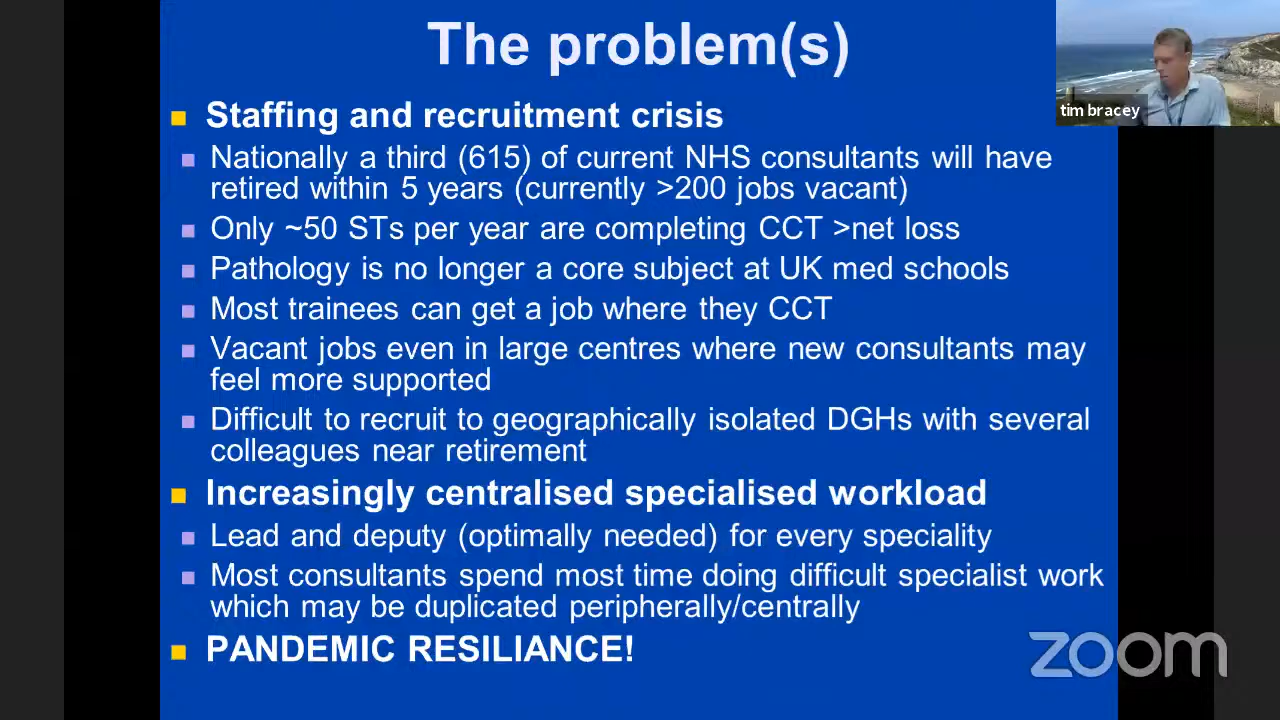 The problem(s)
tim bracey
Staffing and recruitment crisis
Nationally a third (615) of current NHS consultants will have
retired within 5 years (currently >200 jobs vacant)
Only ~50 STs per year are completing CCT >net loss
Pathology is no longer a core subject at UK med schools
Most trainees can get a job where they CCT
Vacant jobs even in large centres where new consultants may
feel more supported
Difficult to recruit to geographically isolated DGHs with several
colleagues near retirement
Increasingly centralised specialised workload
Lead and deputy (optimally needed) for every speciality
Most consultants spend most time doing difficult specialist work
which may be duplicated peripherally/centrally
PANDEMIC RESILIANCE!
zoom